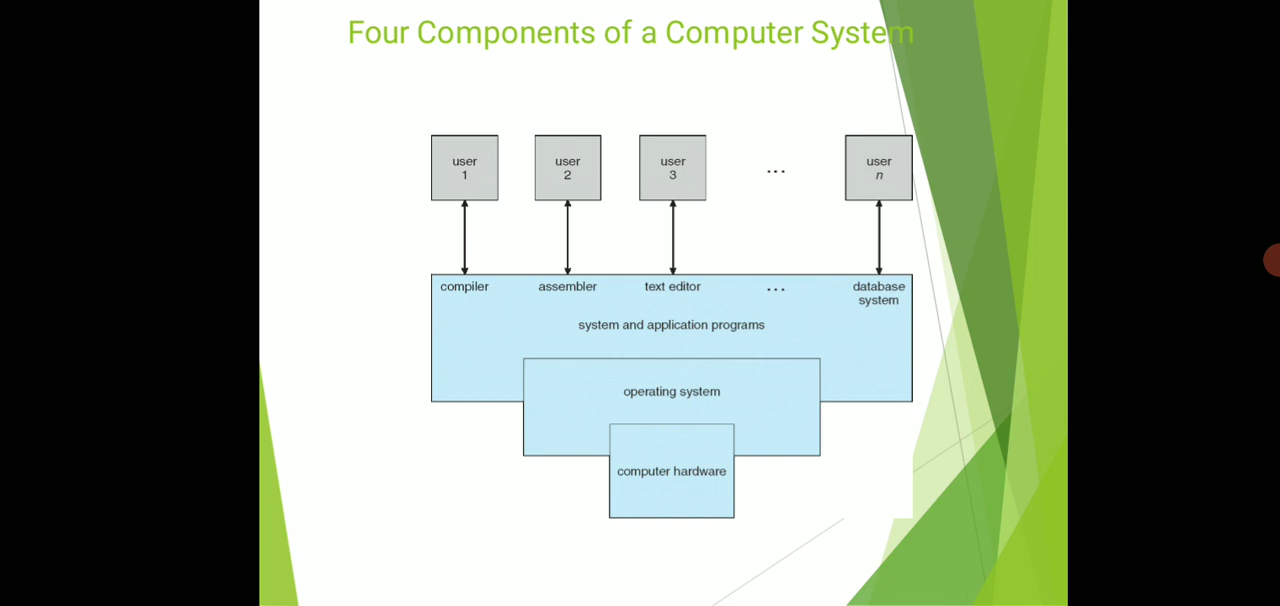 Four Components of a Computer System
user
1
user
2
user
3
...
user
n
compiler
assembler
text editor
...
database
system
system and application programs
operating system
computer hardware